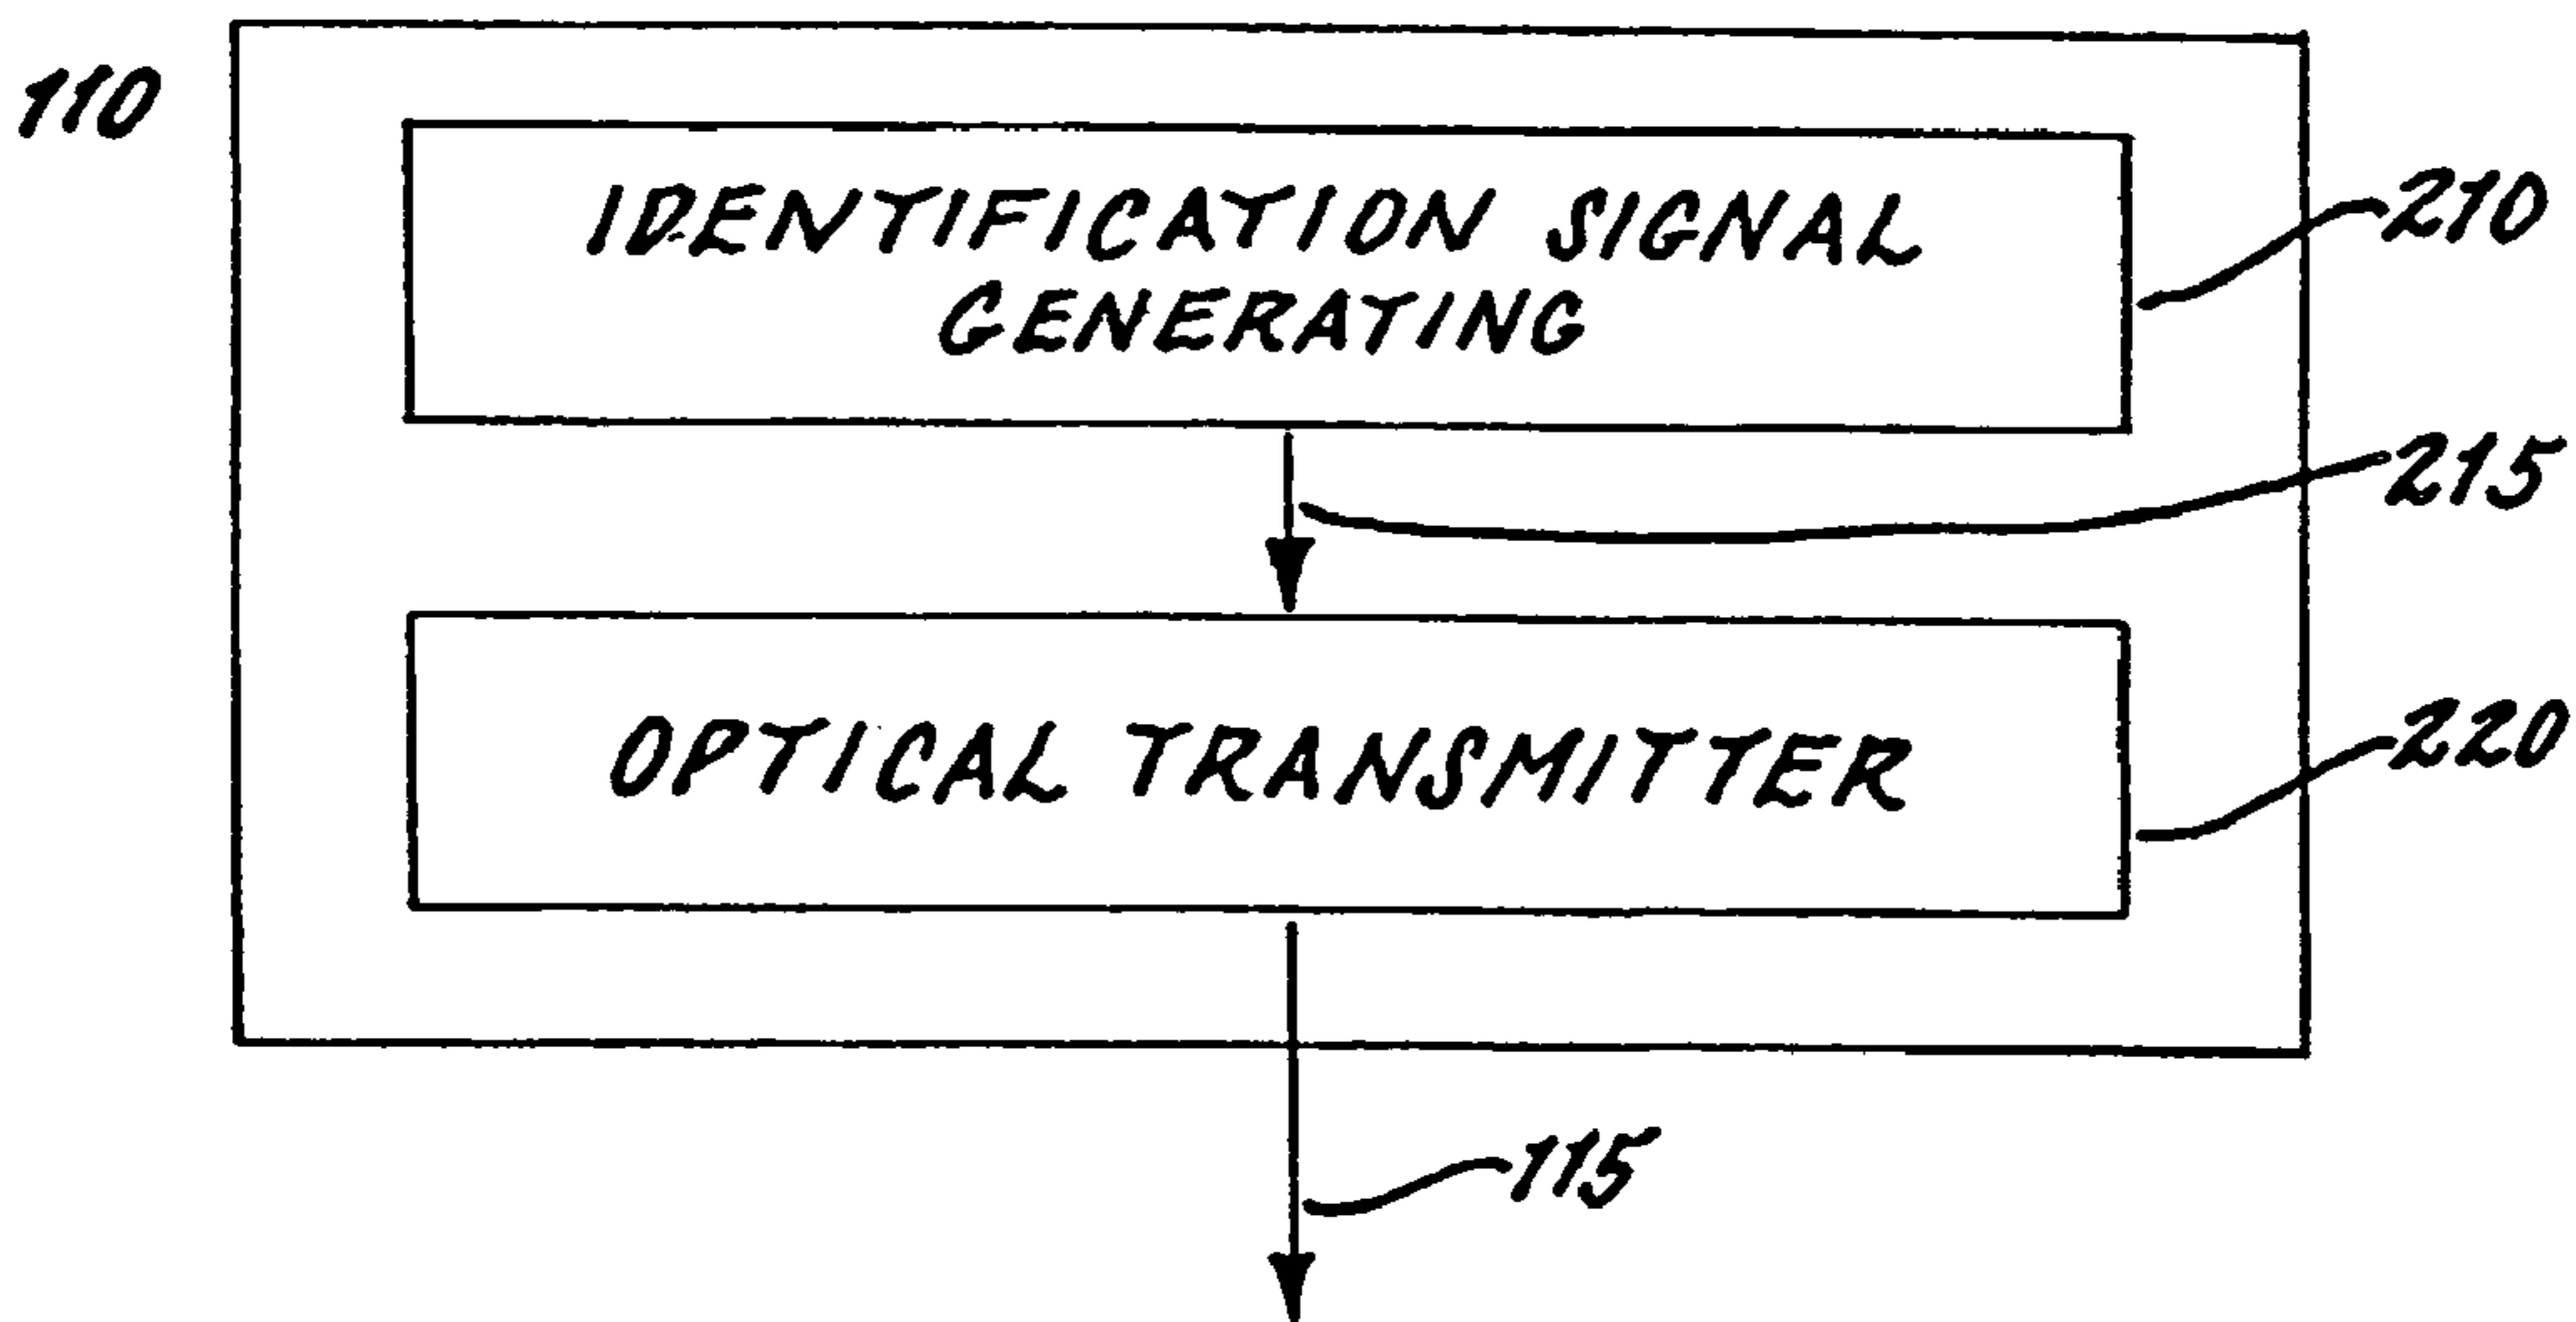 110
IDENTIFICATION SIGNAL
GENERATING
210
215
OPTICAL TRANSMITTER
220
115